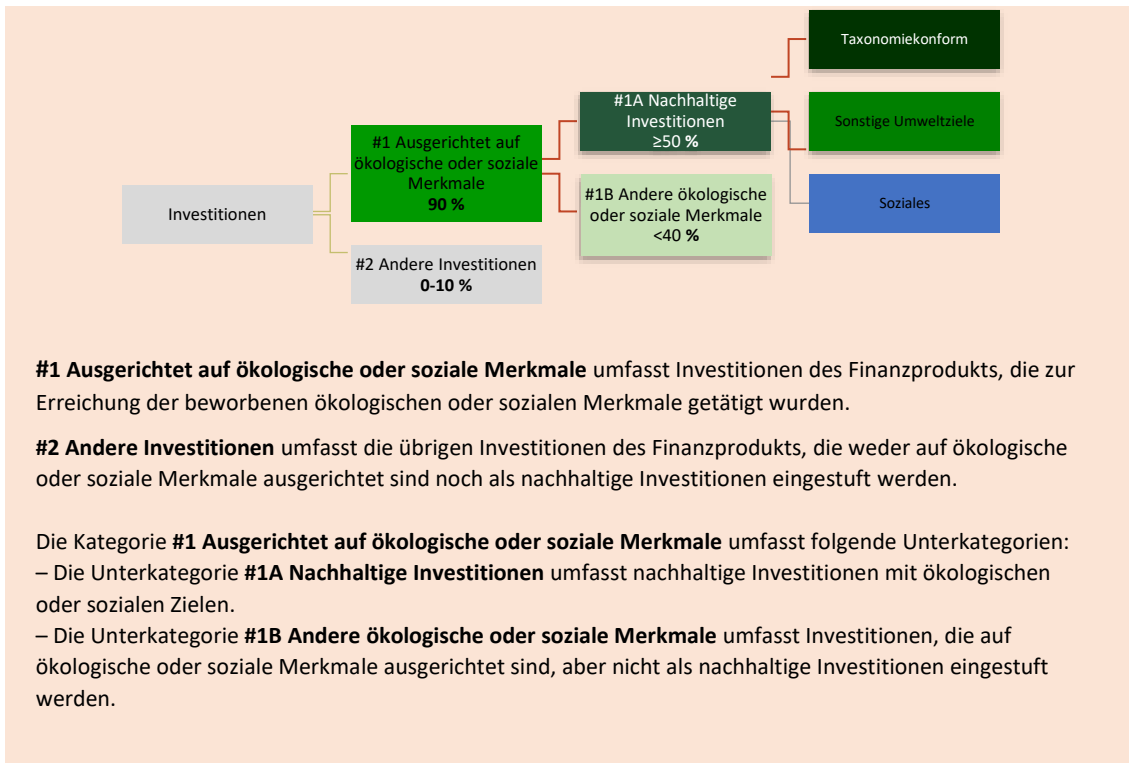 Taxonomiekonform
#1A Nachhaltige
Investitionen
≥50 %
Sonstige Umweltziele
#1 Ausgerichtet auf
ökologische oder soziale
Merkmale
90 %
#1B Andere ökologische
oder soziale Merkmale
<40 %
Soziales
Investitionen
#2 Andere Investitionen
0-10 %
#1 Ausgerichtet auf ökologische oder soziale Merkmale umfasst Investitionen des Finanzprodukts, die zur
Erreichung der beworbenen ökologischen oder sozialen Merkmale getätigt wurden.
#2 Andere Investitionen umfasst die übrigen Investitionen des Finanzprodukts, die weder auf ökologische
oder soziale Merkmale ausgerichtet sind noch als nachhaltige Investitionen eingestuft werden.
Die Kategorie #1 Ausgerichtet auf ökologische oder soziale Merkmale umfasst folgende Unterkategorien:
– Die Unterkategorie #1A Nachhaltige Investitionen umfasst nachhaltige Investitionen mit ökologischen
oder sozialen Zielen.
– Die Unterkategorie #1B Andere ökologische oder soziale Merkmale umfasst Investitionen, die auf
ökologische oder soziale Merkmale ausgerichtet sind, aber nicht als nachhaltige Investitionen eingestuft
werden.